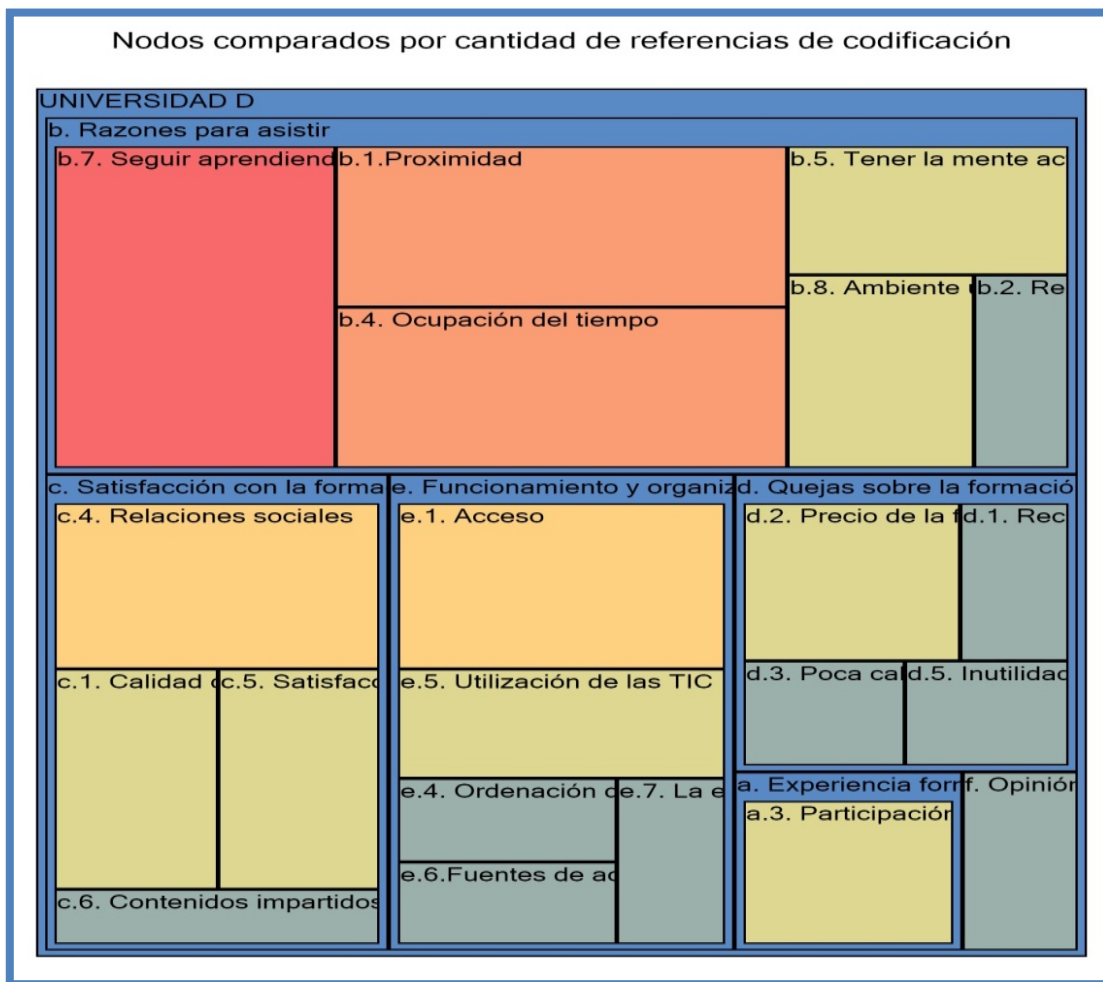 Nodos comparados por cantidad de referencias de codificación
UNIVERSIDAD D
b. Razones para asistir
b.7. Seguir aprendiend
b.1.Proximidad
b.5. Tener la mente ac
b.4. Ocupación del tiempo
b.8. Ambiente
b.2. Re
c. Satisfacción con la forma
c.4. Relaciones sociales
c.1. Calidad
c.5. Satisfacc
c.6. Contenidos impartidos
e. Funcionamiento y organiz
e.1. Acceso
e.5. Utilización de las TIC
e.4. Ordenación
e.7. La e
e.6.Fuentes de ac
d. Quejas sobre la formació
d.2. Precio de la
d.1. Rec
d.3. Poca cal
d.5. Inutilidad
a. Experiencia
a.3. Participación
f. Opinión